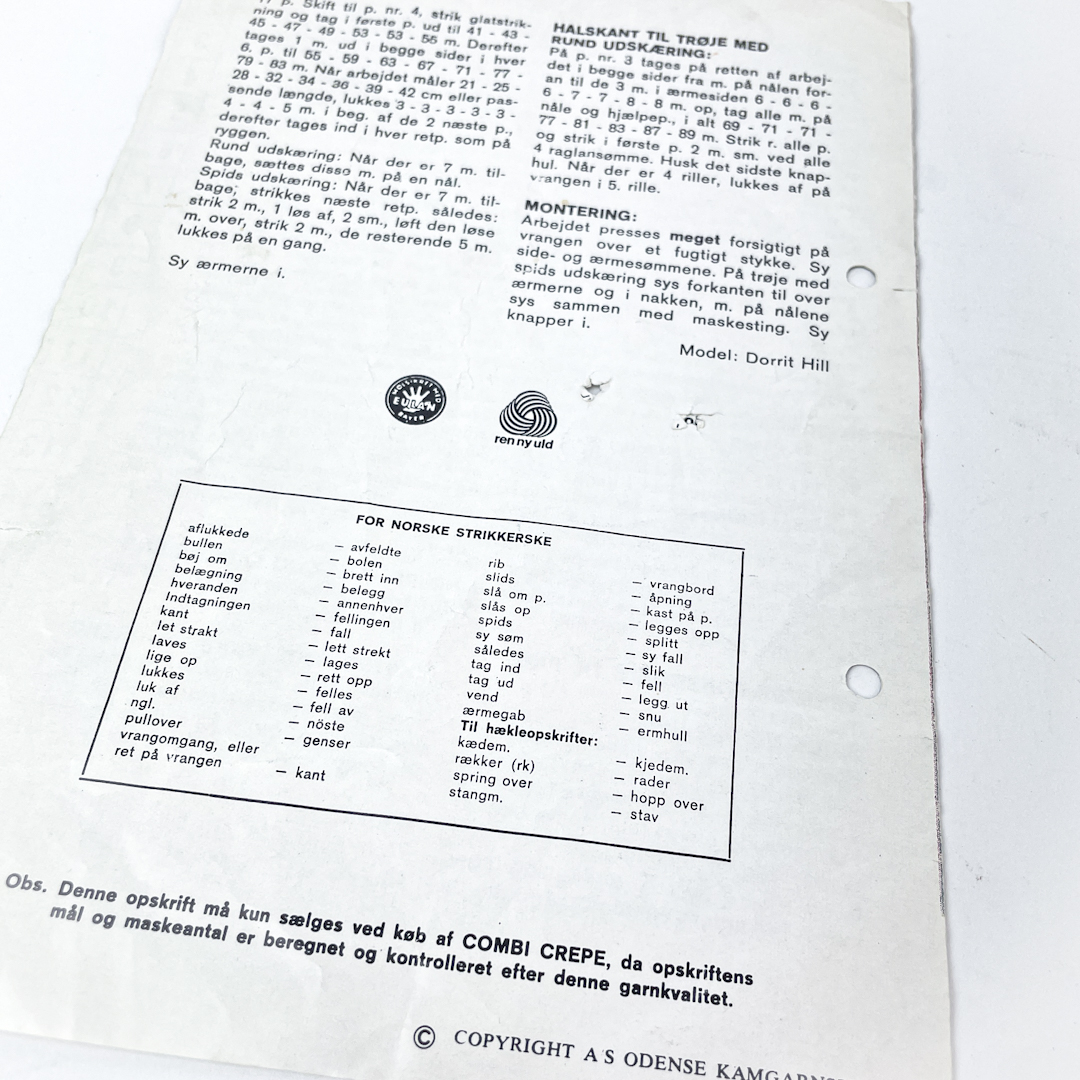 p. Skift til p. nr. 4, strik glatstrik-
ning og tag i første p. ud til 41 - 43 -
45 - 47 - 49 - 53 - 53 - 55 m. Derefter
tages 1 m. ud i begge sider i hver
6. p. til 55 - 59 - 63 - 67 - 71 - 77 -
79 - 83 m. Når arbejdet måler 21 - 25 -
28 - 32 - 34 - 36 - 39 - 42 cm eller pas-
sende længde, lukkes 3 - 3 - 3 - 3 - 3 -
4 - 4 - 5 m. i beg. af de 2 næste p.,
derefter tages ind i hver retp. som på
ryggen.
Rund udskæring: Når der er 7 m. til-
bage, sættes disso m. på en nål.
Spids udskæring: Når der er 7 m. til-
bage, strikkes næste retp. således:
strik 2 m., 1 løs af, 2 sm., løft den løse
m. over, strik 2 m., de resterende 5 m.
lukkes på en gang.
Sy ærmerne i.
HALSKANT TIL TRØJE MED
RUND UDSKÆRING:
På p. nr. 3 tages på retten af arbej-
det i begge sider fra m. på nålen for-
an til de 3 m. i ærmesiden 6 - 6 - 6 -
6 - 7 - 7 - 8 - 8 m. op, tag alle m. på
nåle og hjælpep., i alt 69 - 71 - 71 -
77 - 81 - 83 - 87 - 89 m. Strik r. alle p.
og strik i første p. 2 m. sm. ved alle
4 raglansømme. Husk det sidste knap-
hul. Når der er 4 riller, lukkes af på
vrangen i 5. rille.
MONTERING:
Arbejdet presses meget forsigtigt på
vrangen over et fugtigt stykke. Sy
side- og ærmesømmene. På trøje med
spids udskæring sys forkanten til over
ærmerne og i nakken, m. på nålene
sys sammen med maskesting. Sy
knapper i.
Model: Dorrit Hill
EULAN
BAYER
ren ny uld
FOR NORSKE STRIKKERSKE
aflukkede — avfeldte
bullen — bolen
bøj om — brett inn
belægning — belegg
hveranden — annenhver
Indtagningen — fellingen
kant — fall
let strakt — lett strekt
laves — lages
lige op — rett opp
lukkes — felles
luk af — fell av
ngl. — nöste
pullover — genser
vrangomgang, eller
ret på vrangen — kant
rib — vrangbord
slids — åpning
slå om p. — kast på p.
slås op — legges opp
spids — splitt
sy søm — sy fall
således — slik
tag ind — fell
tag ud — legg ut
vend — snu
ærmegab — ermhull
Til hækleopskrifter:
kædem. — kjedem.
rækker (rk) — rader
spring over — hopp over
stangm. — stav
Obs. Denne opskrift må kun sælges ved køb af COMBI CREPE, da opskriftens
mål og maskeantal er beregnet og kontrolleret efter denne garnkvalitet.
© COPYRIGHT A'S ODENSE KAMGARNS